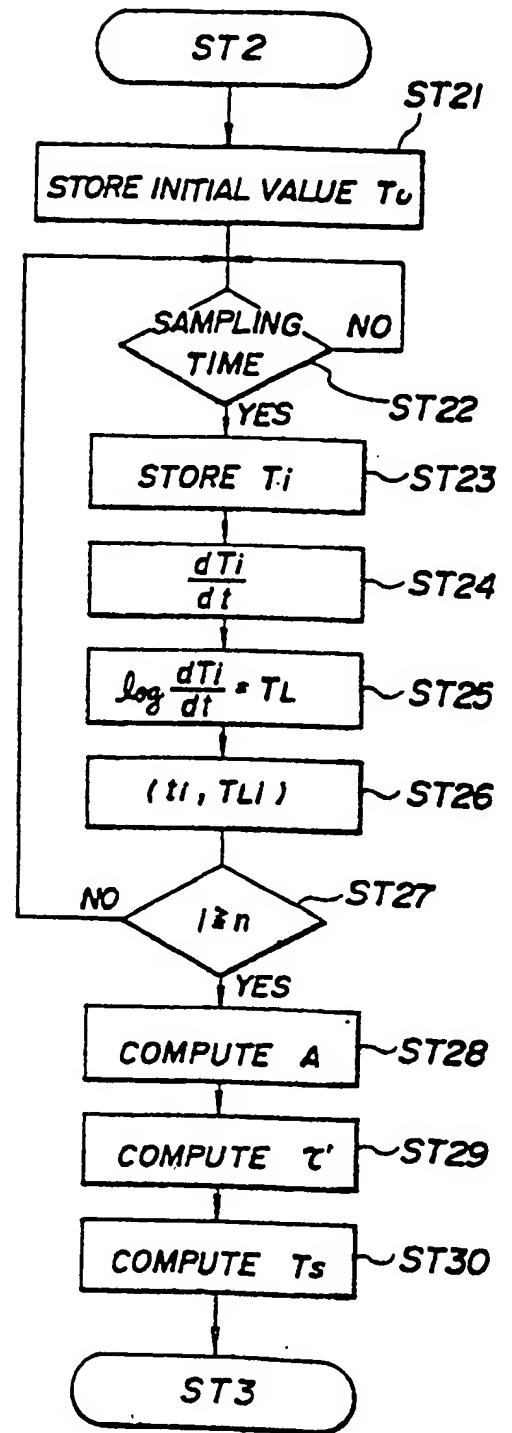 ST2
ST21
STORE INITIAL VALUE To
SAMPLING
TIME
NO
ST22
YES
STORE Ti
ST23
dTi
dt
ST24
log dTi/dt = TL
ST25
(ti, TLi)
ST26
ST27
NO
i≧n
YES
COMPUTE A
ST28
COMPUTE τ'
ST29
COMPUTE Ts
ST30
ST3